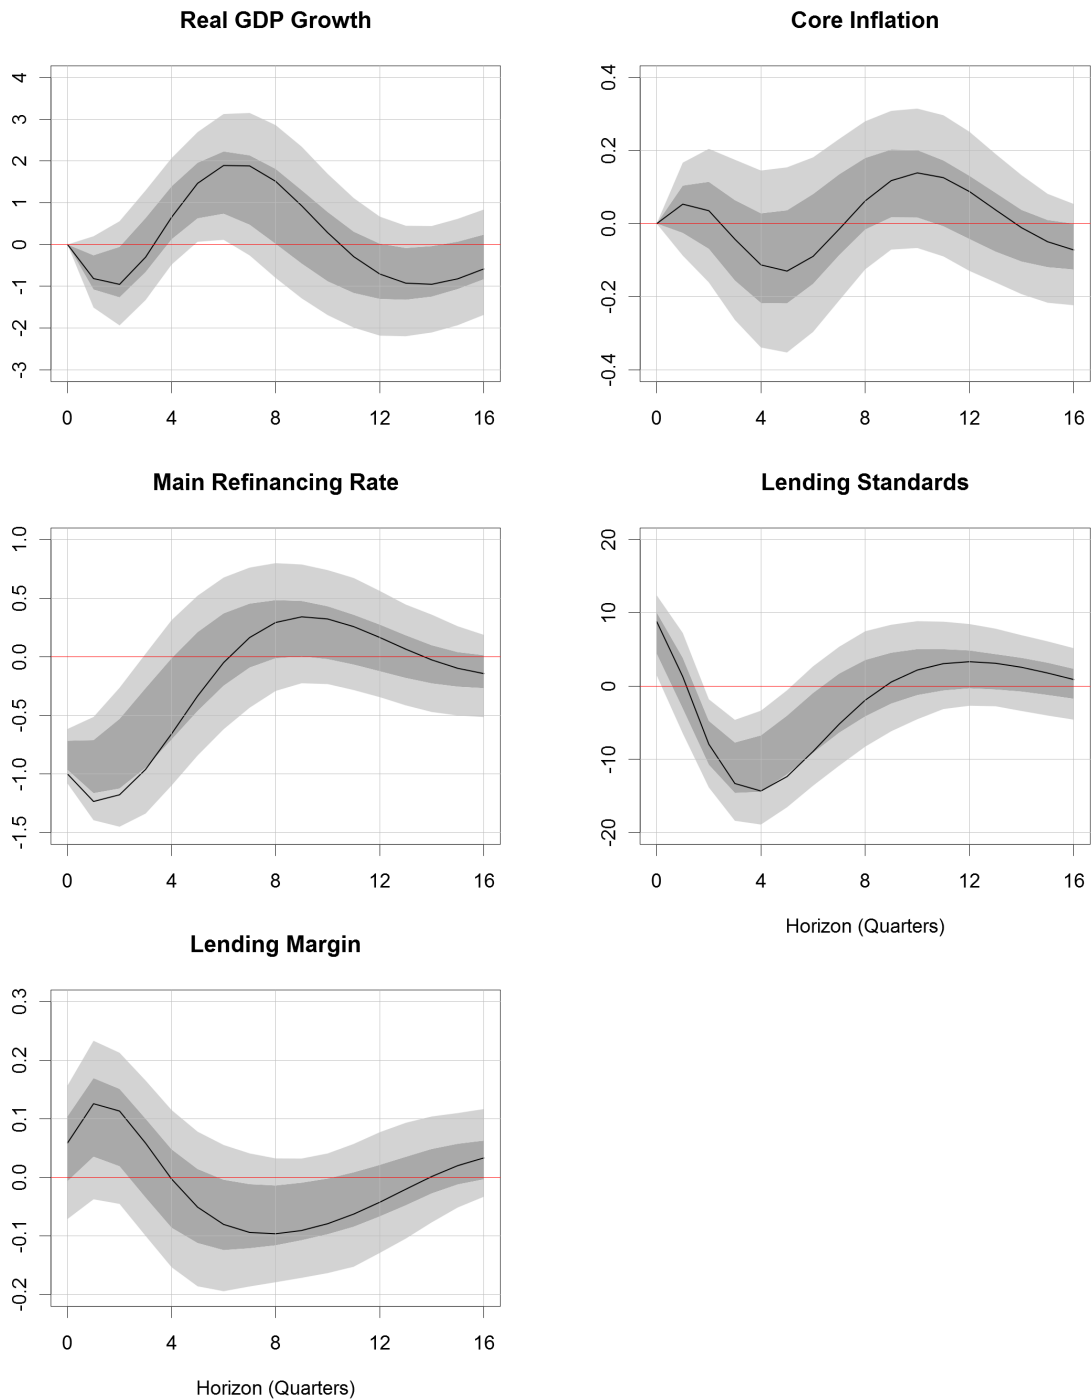 Real GDP Growth
4
3
2
1
0
-1
-2
-3
0 4 8 12 16
Core Inflation
0.4
0.2
0.0
-0.2
-0.4
0 4 8 12 16
Main Refinancing Rate
1.0
0.5
0.0
-0.5
-1.0
-1.5
0 4 8 12 16
Lending Standards
20
10
0
-10
-20
0 4 8 12 16
Horizon (Quarters)
Lending Margin
0.3
0.2
0.1
0.0
-0.1
-0.2
0 4 8 12 16
Horizon (Quarters)